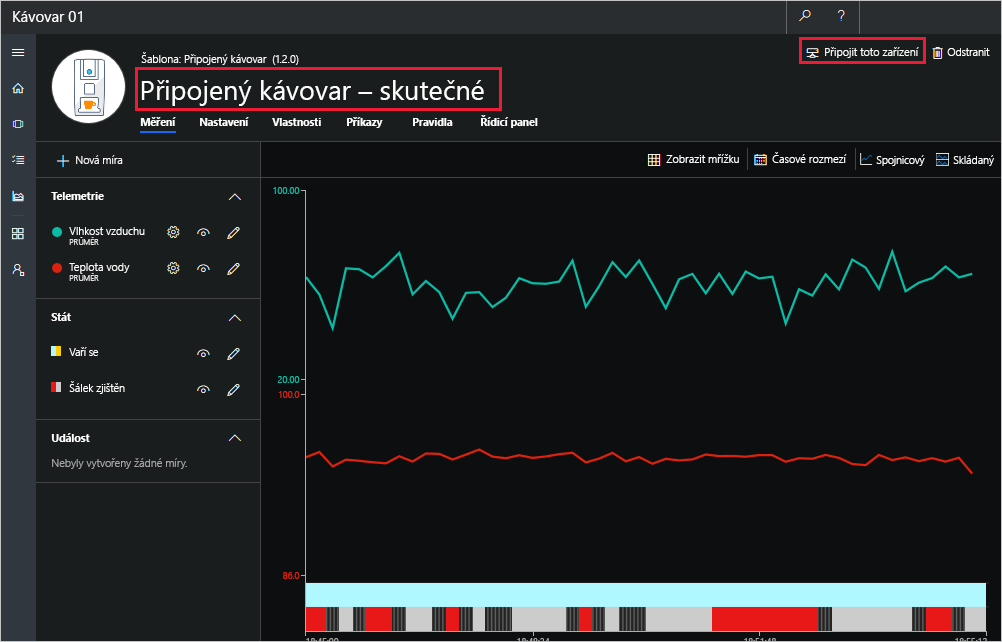 Kávovar 01
?
Šablona: Připojený kávovar (1.2.0)
Připojit toto zařízení
Odstranit
Připojený kávovar – skutečné
Měření Nastavení Vlastnosti Příkazy Pravidla Řídicí panel
Nová míra
Zobrazit mřížku Časové rozmezí Spojnicový Skládaný
Telemetrie
Vlhkost vzduchu
PRŮMĚR
Teplota vody
PRŮMĚR
Stát
Vaří se
Šálek zjištěn
Událost
Nebyly vytvořeny žádné míry.
100.00
20.00
100.0
86.0